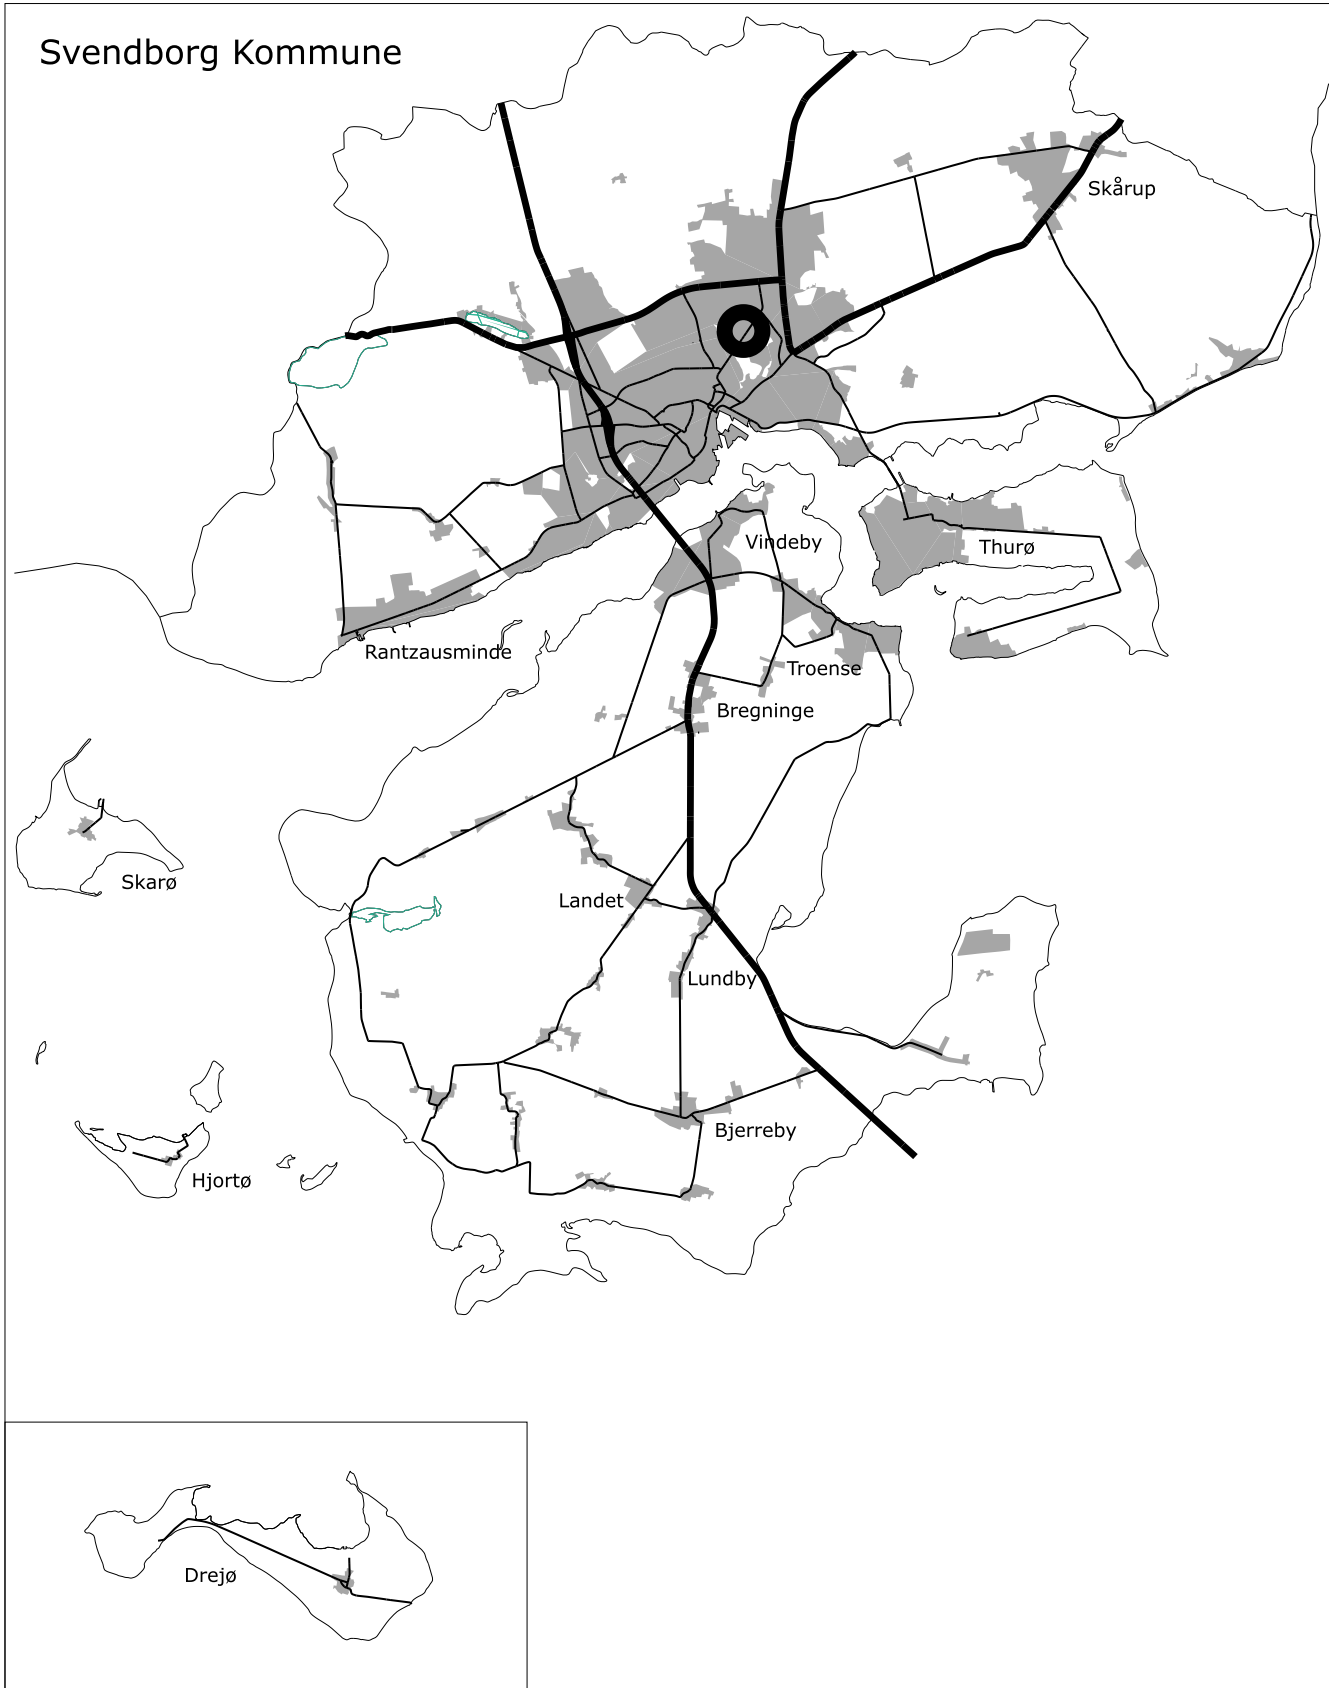 Svendborg Kommune
Skårup
Vindeby
Thurø
Rantzausminde
Troense
Bregninge
Skarø
Landet
Lundby
Bjerreby
Hjortø
Drejø